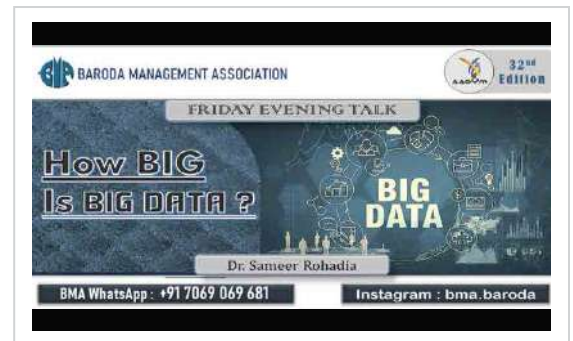 BMA BARODA MANAGEMENT ASSOCIATION
32nd
Edition
FRIDAY EVENING TALK
How BIG
Is BIG DATA ?
BIG
DATA
Dr. Sameer Rohadia
BMA WhatsApp : +91 7069 069 681
Instagram : bma.baroda